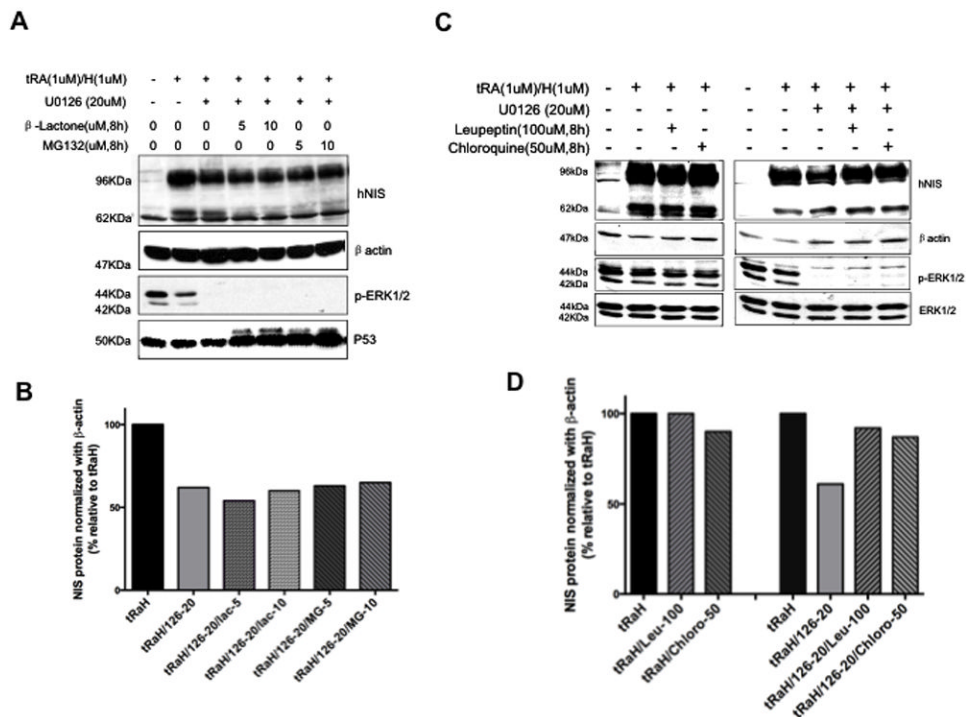 A
tRA(1uM)/H(1uM) - + + + + + +
U0126 (20uM) - - + + + + +
β-Lactone(uM,8h) 0 0 0 5 10 0 0
MG132(uM,8h) 0 0 0 0 0 5 10
96KDa
hNIS
62KDa
β actin
47KDa
44KDa
p-ERK1/2
42KDa
50KDa
P53
C
tRA(1uM)/H(1uM) - + + + - + + + +
U0126 (20uM) - - - - - - + + +
Leupeptin(100uM,8h) - - + - - - - + -
Chloroquine(50uM,8h) - - - + - - - - +
96KDa
hNIS
62kDa
47kDa
β actin
44kDa
p-ERK1/2
42KDa
44kDa
ERK1/2
42KDa
B
NIS protein normalized with β-actin
(% relative to tRaH)
100
50
0
tRaH
tRaH/126-20
tRaH/126-20/lac-5
tRaH/126-20/lac-10
tRaH/126-20/MG-5
tRaH/126-20/MG-10
D
NIS protein normalized with β-actin
(% relative to tRaH)
100
50
0
tRaH
tRaH/Leu-100
tRaH/Chloro-50
tRaH
tRaH/126-20
tRaH/126-20/Leu-100
tRaH/126-20/Chloro-50